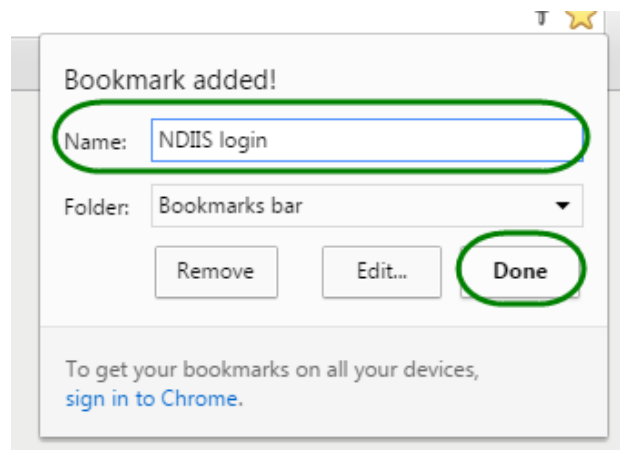 Bookmark added!
Name: NDIIS login
Folder: Bookmarks bar
Remove Edit... Done
To get your bookmarks on all your devices,
sign in to Chrome.